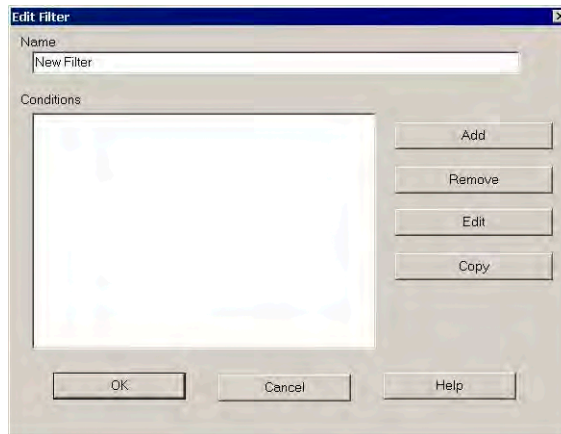 Edit Filter
Name
New Filter
Conditions
Add
Remove
Edit
Copy
OK
Cancel
Help